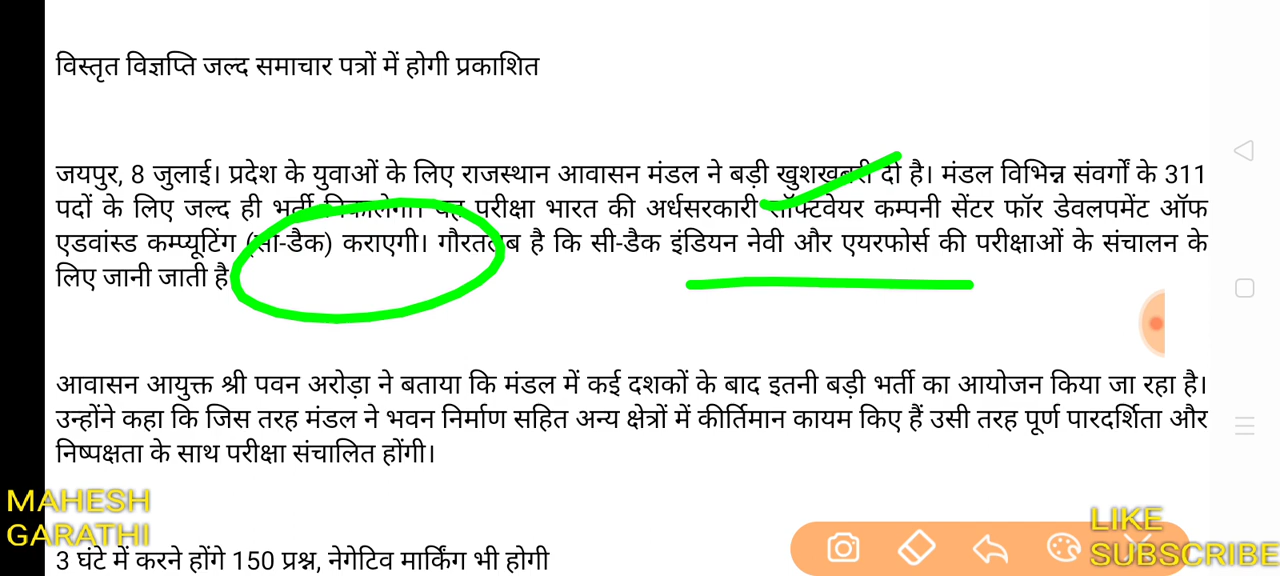 विस्तृत विज्ञप्ति जल्द समाचार पत्रों में होगी प्रकाशित
जयपुर, 8 जुलाई। प्रदेश के युवाओं के लिए राजस्थान आवासन मंडल ने बड़ी खुशखबरी दी है। मंडल विभिन्न संवर्गों के 311
पदों के लिए जल्द ही भर्ती निकालेगा। यह परीक्षा भारत की अर्धसरकारी सॉफ्टवेयर कम्पनी सेंटर फॉर डेवलपमेंट ऑफ
एडवांस्ड कम्प्यूटिंग (सी-डैक) कराएगी। गौरतलब है कि सी-डैक इंडियन नेवी और एयरफोर्स की परीक्षाओं के संचालन के
लिए जानी जाती है
आवासन आयुक्त श्री पवन अरोड़ा ने बताया कि मंडल में कई दशकों के बाद इतनी बड़ी भर्ती का आयोजन किया जा रहा है।
उन्होंने कहा कि जिस तरह मंडल ने भवन निर्माण सहित अन्य क्षेत्रों में कीर्तिमान कायम किए हैं उसी तरह पूर्ण पारदर्शिता और
निष्पक्षता के साथ परीक्षा संचालित होंगी।
3 घंटे में करने होंगे 150 प्रश्न, नेगेटिव मार्किंग भी होगी
MAHESH
GARATHI
LIKE
SUBSCRIBE